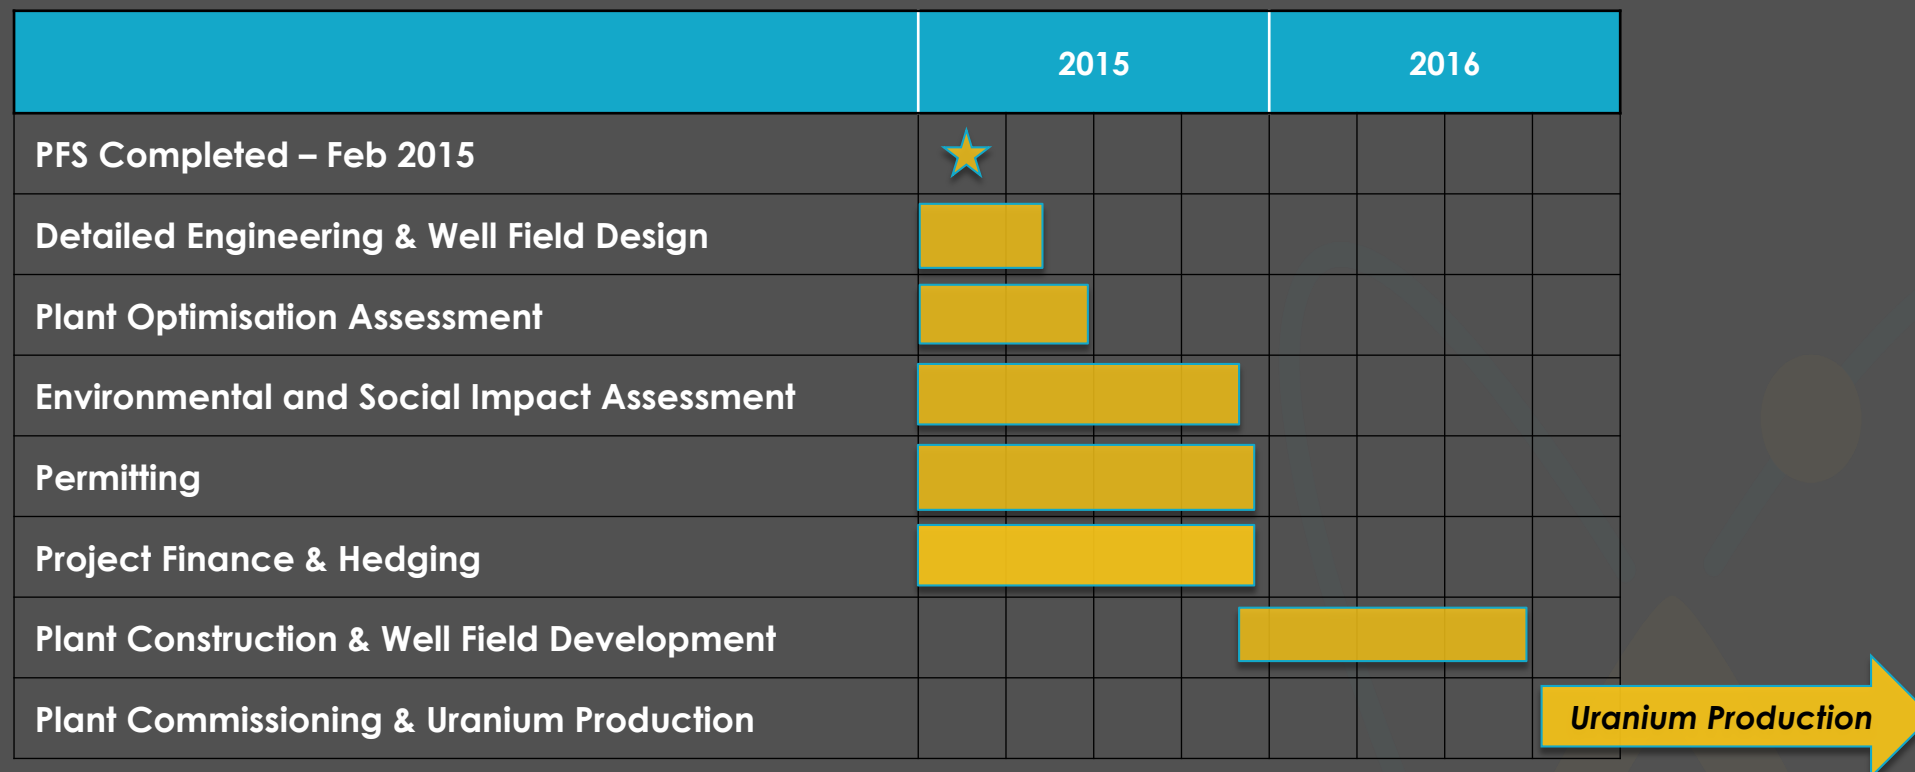 2015
2016
PFS Completed – Feb 2015
Detailed Engineering & Well Field Design
Plant Optimisation Assessment
Environmental and Social Impact Assessment
Permitting
Project Finance & Hedging
Plant Construction & Well Field Development
Plant Commissioning & Uranium Production
Uranium Production